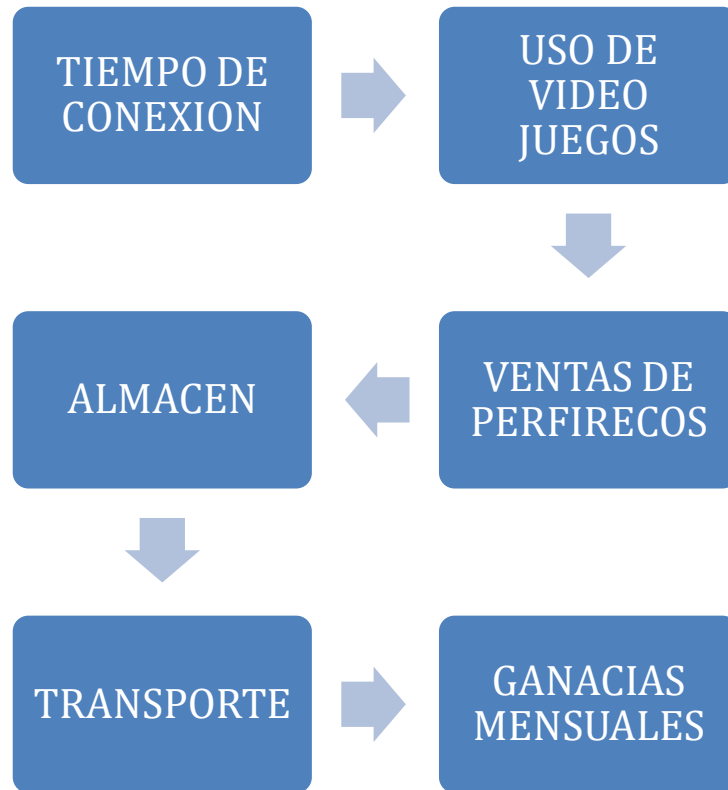 TIEMPO DE
CONEXION
USO DE
VIDEO
JUEGOS
VENTAS DE
PERFIRECOS
ALMACEN
TRANSPORTE
GANACIAS
MENSUALES